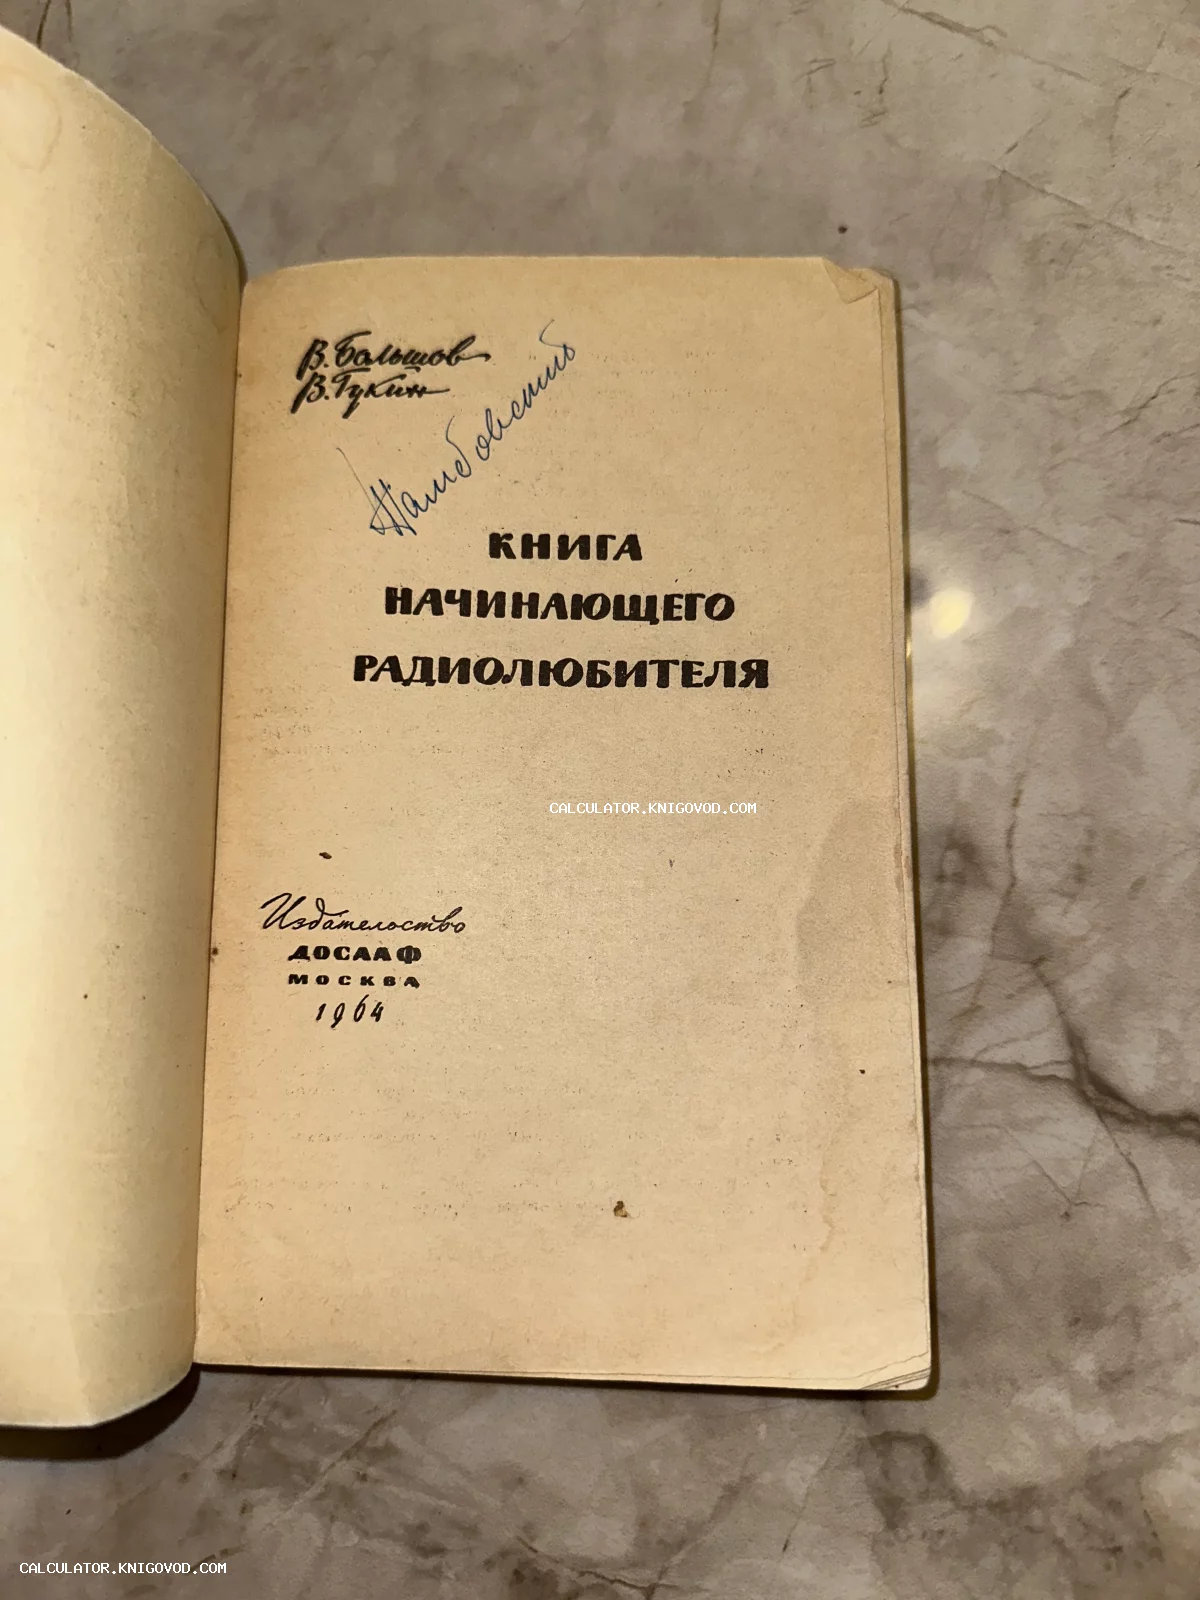 В. Большов
В. Гукин
КНИГА
НАЧИНАЮЩЕГО
РАДИОЛЮБИТЕЛЯ
CALCULATOR.KNIGOVOD.COM
Издательство
ДОСААФ
МОСКВА
1964
CALCULATOR.KNIGOVOD.COM